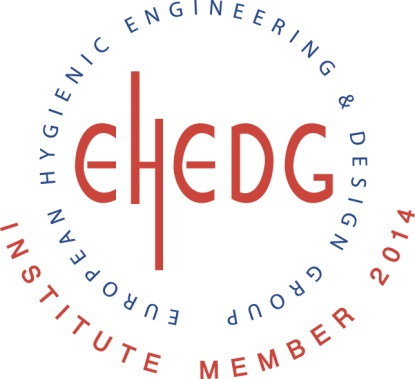 EUROPEAN HYGIENIC ENGINEERING & DESIGN GROUP
EHEDG
INSTITUTE MEMBER 2014